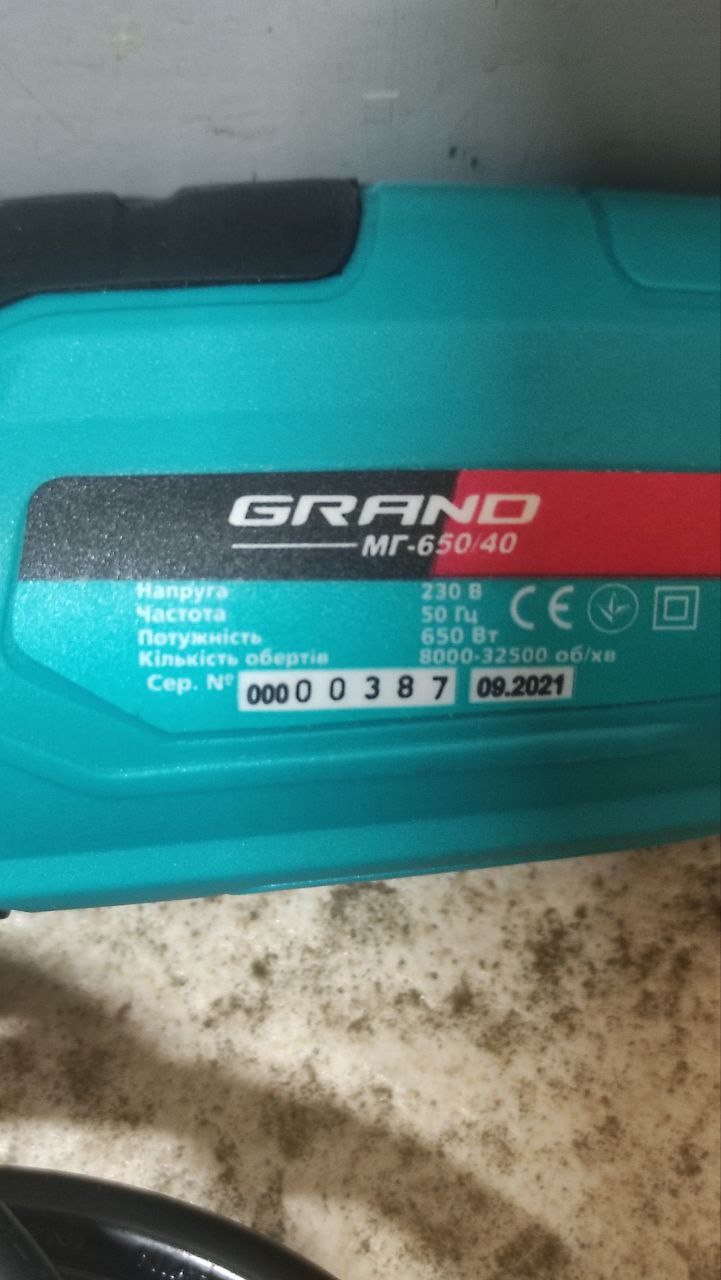 GRAND
МГ-650/40
Напруга 230 В
Частота 50 Гц
Потужність 650 Вт
Кількість обертів 8000-32500 об/хв
Сер. № 00000387 09.2021
CE